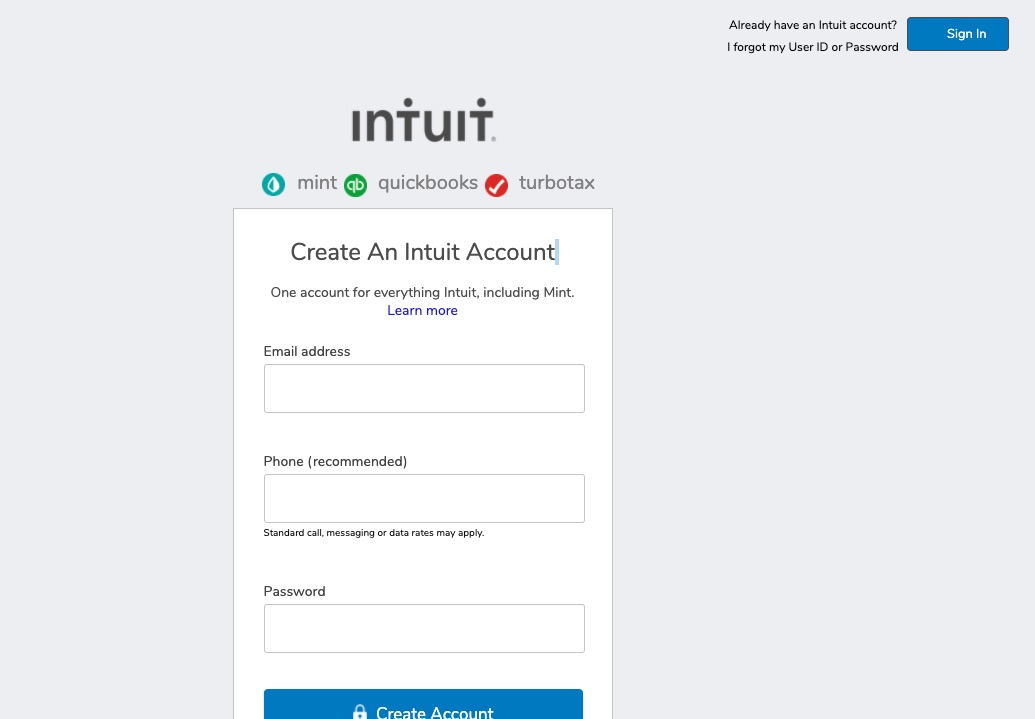 Already have an Intuit account?
Sign In
I forgot my User ID or Password
intuit.
mint qb quickbooks turbotax
Create An Intuit Account
One account for everything Intuit, including Mint.
Learn more
Email address
Phone (recommended)
Standard call, messaging or data rates may apply.
Password
Create Account